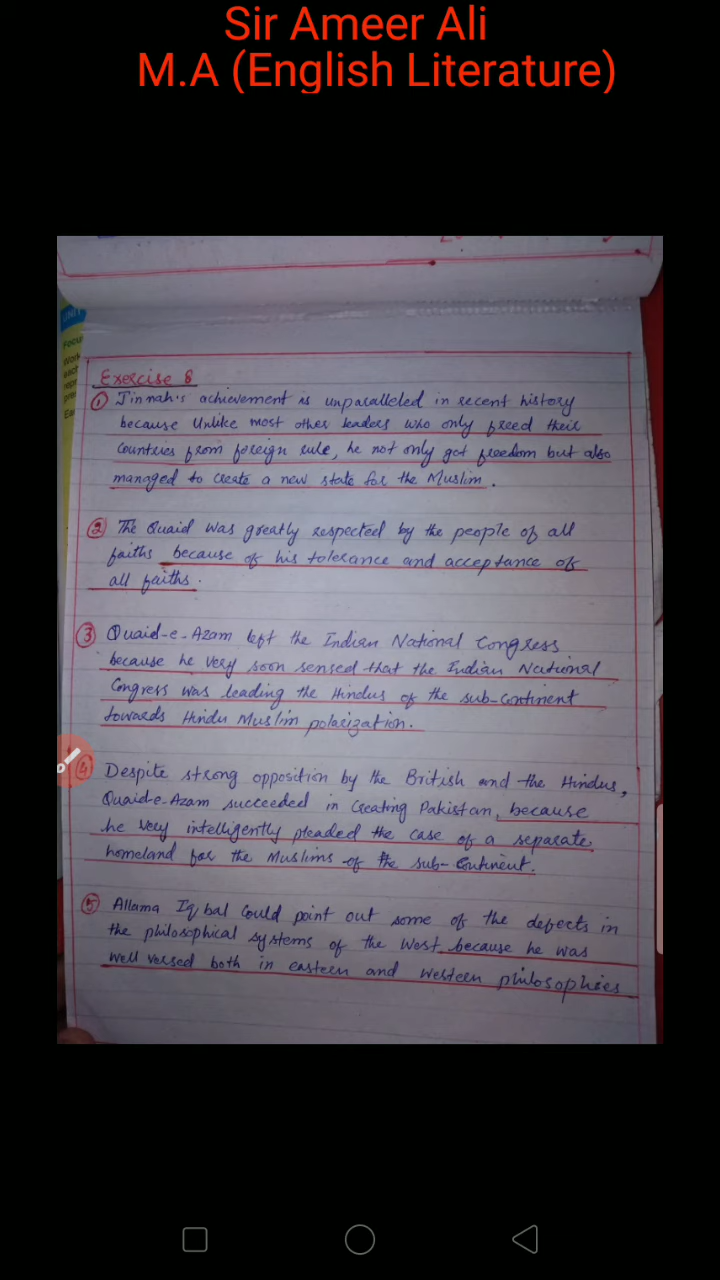 Sir Ameer Ali
M.A (English Literature)
UNIT
Focus
Exercise 8
① Jinnah's achievement is unparalleled in recent history
because Unlike most other leaders who only freed their
Countries from foreign rule, he not only got freedom but also
managed to create a new state for the Muslim.
② The Quaid was greatly respected by the people of all
faiths because of his tolerance and acceptance of
all faiths.
③ Quaid-e-Azam left the Indian National Congress
because he very soon sensed that the Indian National
Congress was leading the Hindus of the sub-Continent
towards Hindu Muslim polarization.
④ Despite strong opposition by the British and the Hindus,
Quaid-e-Azam succeeded in Creating Pakistan, because
he very intelligently pleaded the case of a separate
homeland for the Muslims of the sub-Continent.
⑤ Allama Iqbal Could point out some of the defects in
the philosophical systems of the West because he was
well versed both in eastern and western philosophies